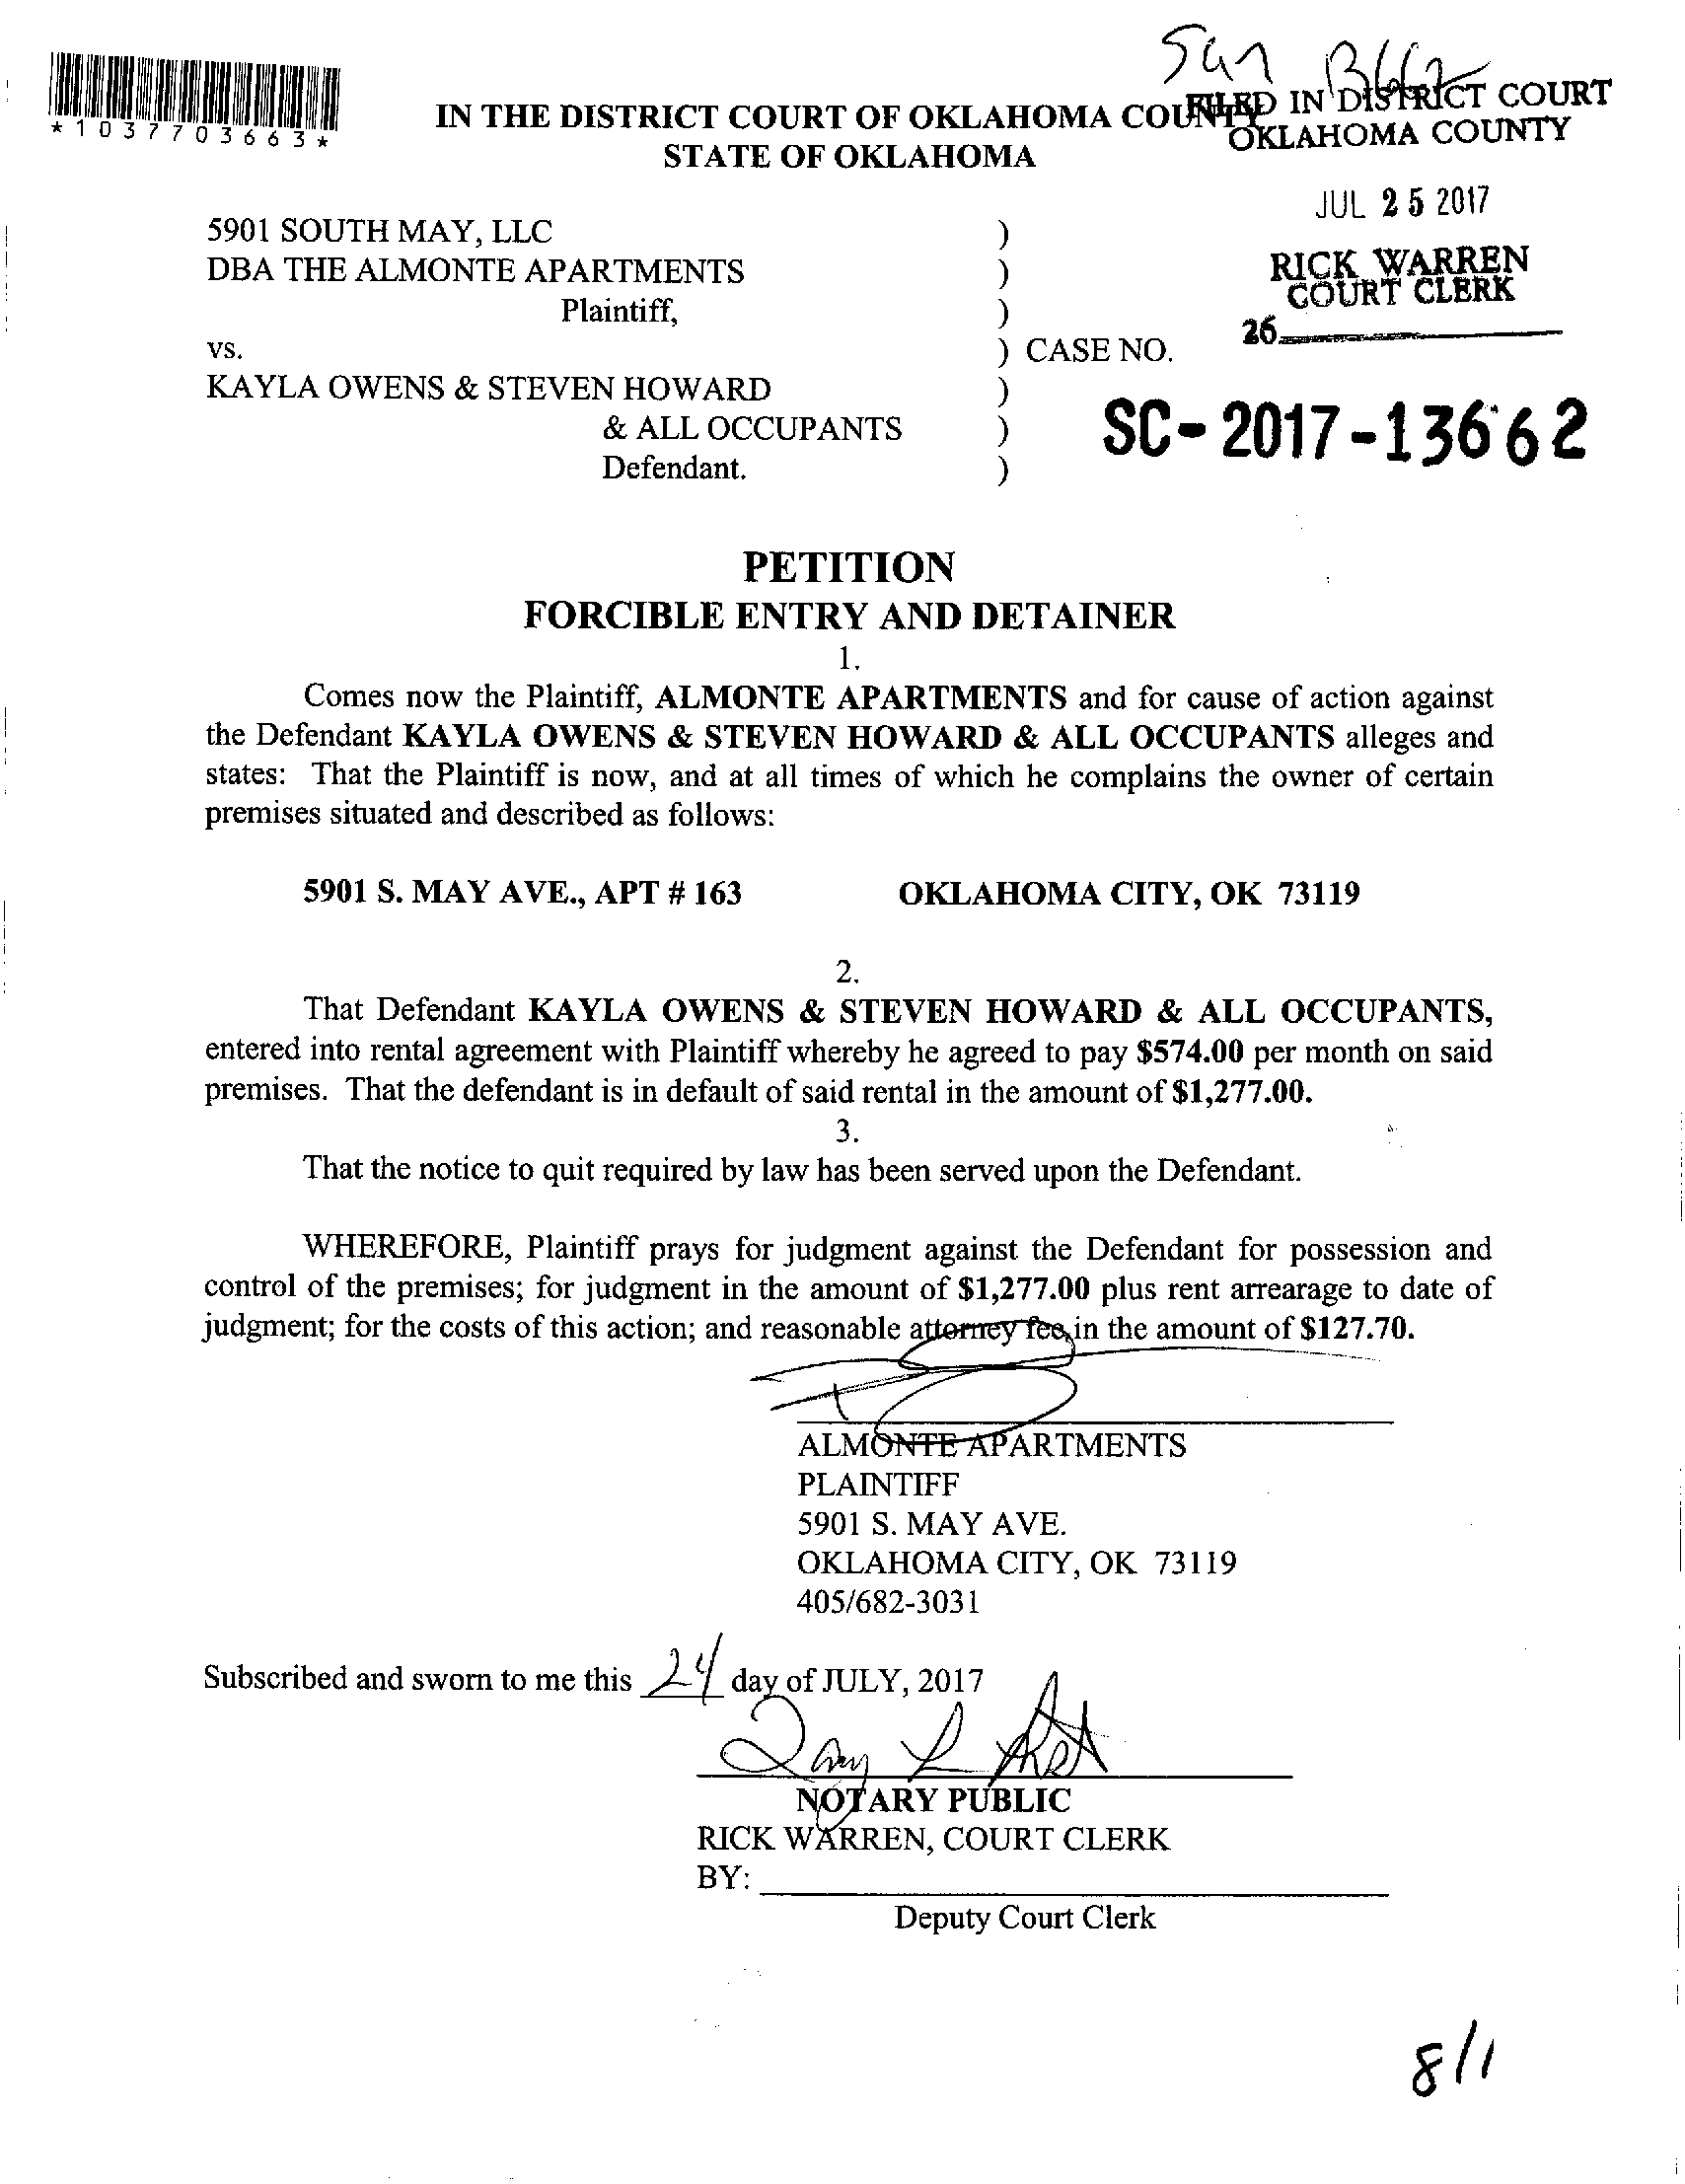 *1037703663*
IN THE DISTRICT COURT OF OKLAHOMA COUNTY
STATE OF OKLAHOMA
FILED IN DISTRICT COURT
OKLAHOMA COUNTY
JUL 25 2017
RICK WARREN
COURT CLERK
26
5901 SOUTH MAY, LLC )
DBA THE ALMONTE APARTMENTS )
Plaintiff, )
vs. ) CASE NO.
KAYLA OWENS & STEVEN HOWARD )
& ALL OCCUPANTS )
Defendant. )
SC-2017-13662
PETITION
FORCIBLE ENTRY AND DETAINER
1.
Comes now the Plaintiff, ALMONTE APARTMENTS and for cause of action against
the Defendant KAYLA OWENS & STEVEN HOWARD & ALL OCCUPANTS alleges and
states: That the Plaintiff is now, and at all times of which he complains the owner of certain
premises situated and described as follows:
5901 S. MAY AVE., APT # 163 OKLAHOMA CITY, OK 73119
2.
That Defendant KAYLA OWENS & STEVEN HOWARD & ALL OCCUPANTS,
entered into rental agreement with Plaintiff whereby he agreed to pay $574.00 per month on said
premises. That the defendant is in default of said rental in the amount of $1,277.00.
3.
That the notice to quit required by law has been served upon the Defendant.
WHEREFORE, Plaintiff prays for judgment against the Defendant for possession and
control of the premises; for judgment in the amount of $1,277.00 plus rent arrearage to date of
judgment; for the costs of this action; and reasonable attorney fee in the amount of $127.70.
ALMONTE APARTMENTS
PLAINTIFF
5901 S. MAY AVE.
OKLAHOMA CITY, OK 73119
405/682-3031
Subscribed and sworn to me this 24 day of JULY, 2017
NOTARY PUBLIC
RICK WARREN, COURT CLERK
BY:
Deputy Court Clerk
8/1